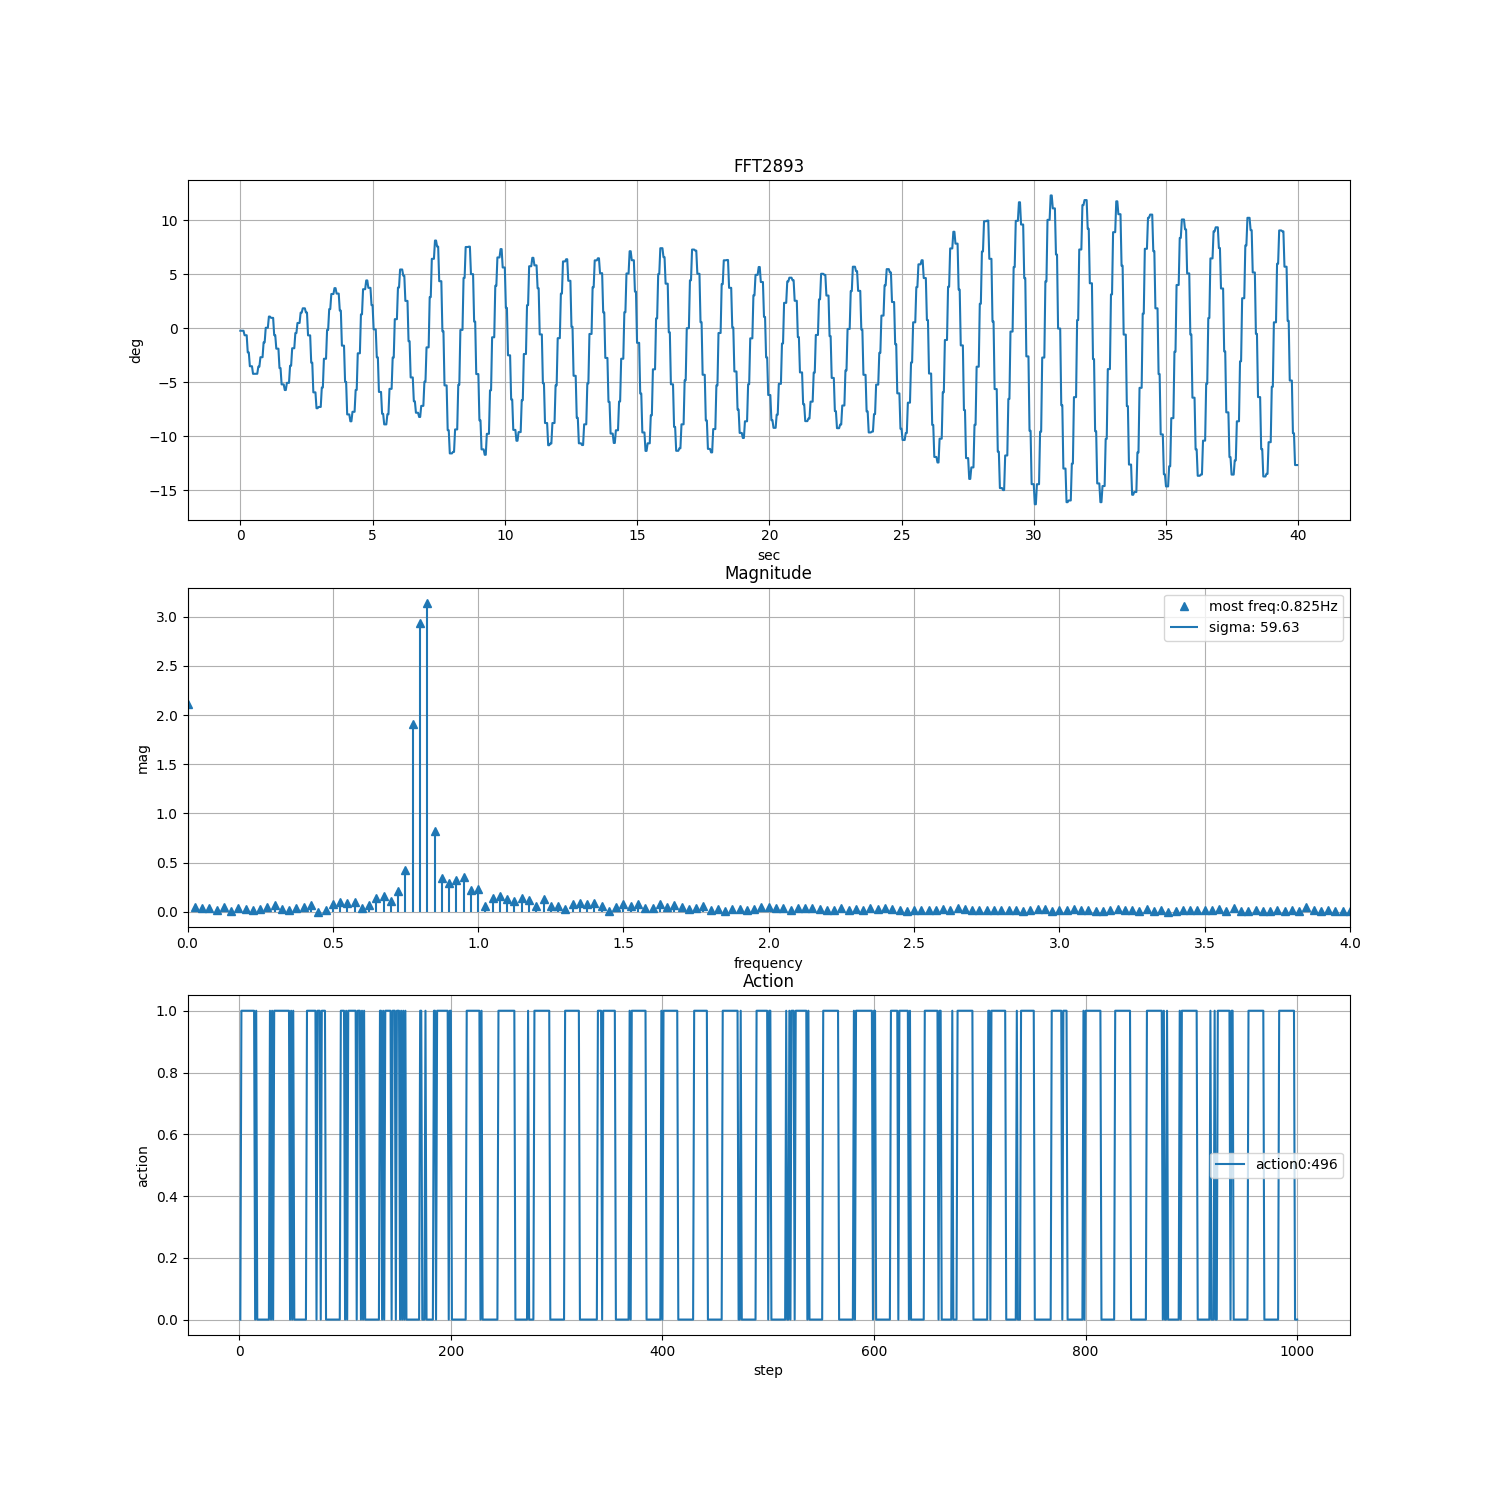 FFT2893
10
5
0
−5
−10
−15
deg
0 5 10 15 20 25 30 35 40
sec
Magnitude
most freq:0.825Hz
sigma: 59.63
3.0
2.5
2.0
1.5
1.0
0.5
0.0
mag
0.0 0.5 1.0 1.5 2.0 2.5 3.0 3.5 4.0
frequency
Action
1.0
0.8
0.6
0.4
0.2
0.0
action
action0:496
0 200 400 600 800 1000
step